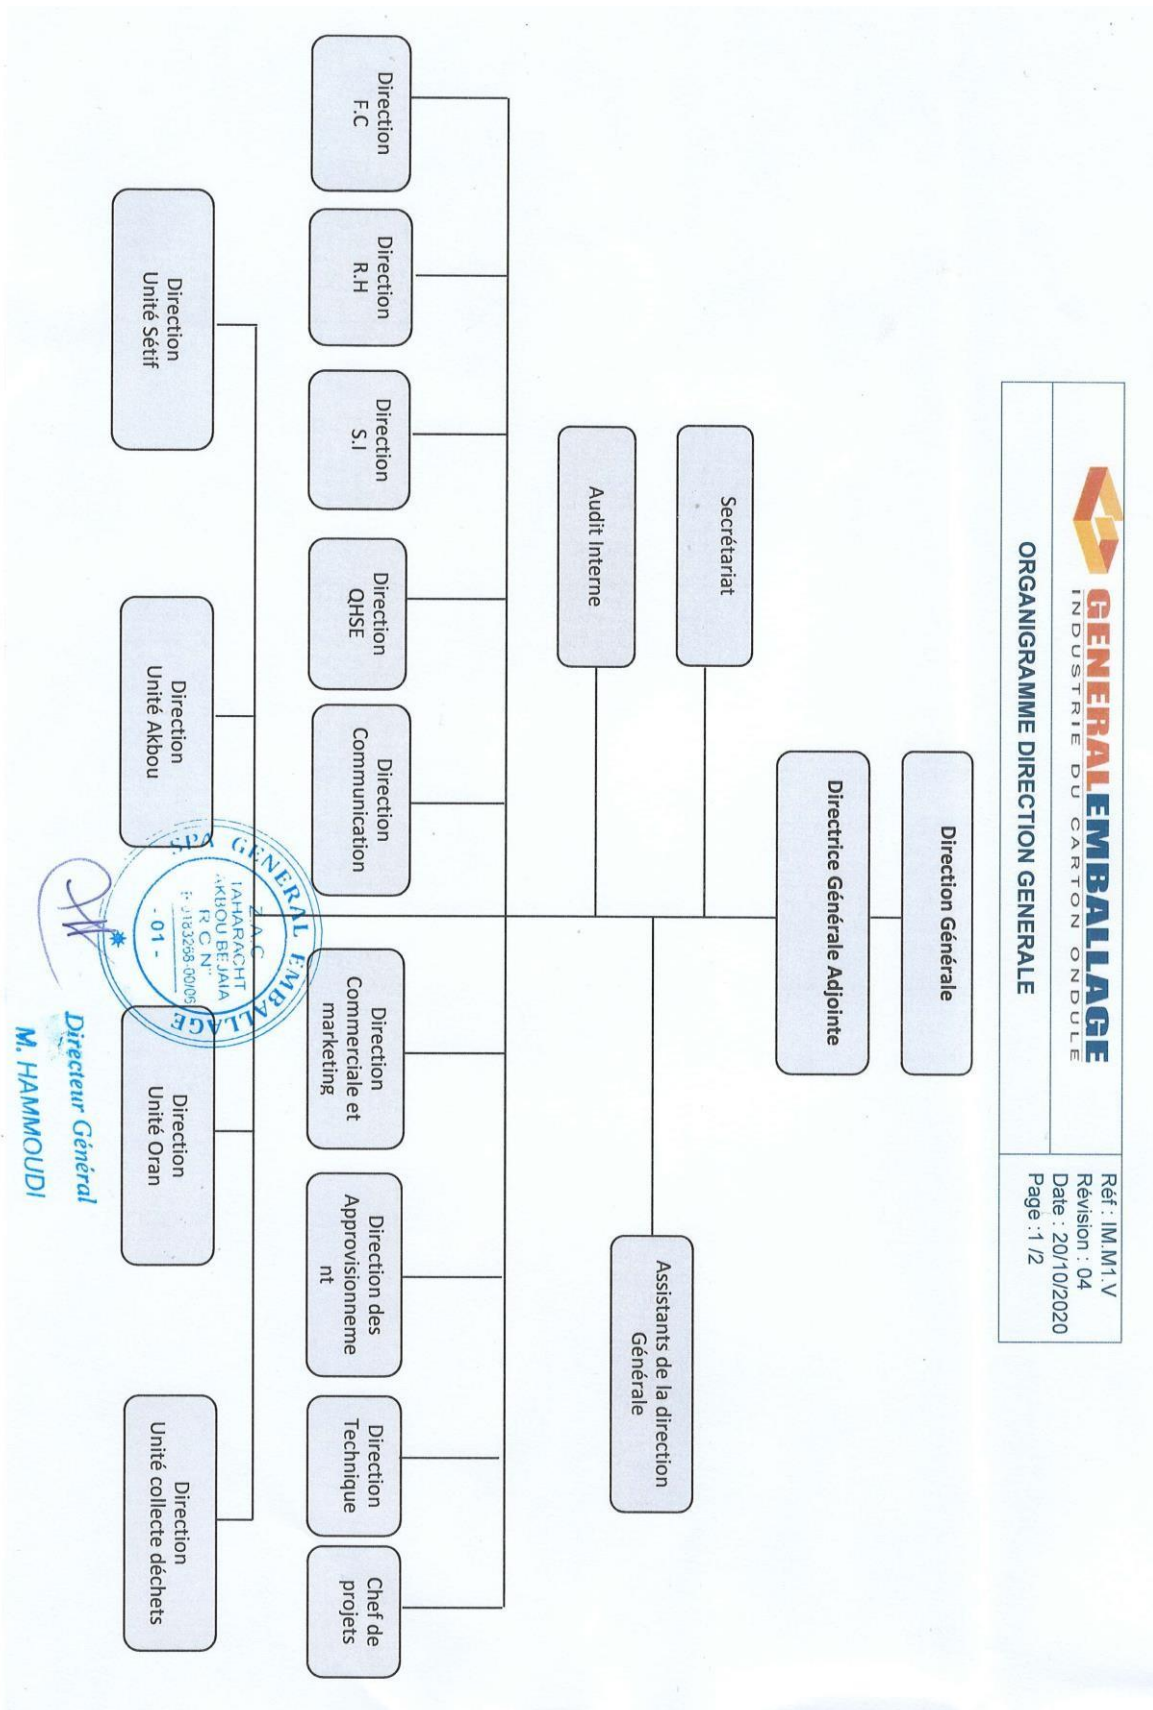 GENERALEMBALLAGE
INDUSTRIE DU CARTON ONDULE
ORGANIGRAMME DIRECTION GENERALE
Réf : IM.M1.V
Révision : 04
Date : 20/10/2020
Page :1 /2
Direction Générale
Directrice Générale Adjointe
Secrétariat
Audit Interne
Assistants de la direction
Générale
Direction
F.C
Direction
R.H
Direction
S.I
Direction
QHSE
Direction
Communication
Direction
Commerciale et
marketing
Direction des
Approvisionneme
nt
Direction
Technique
Chef de
projets
Direction
Unité Sétif
Direction
Unité Akbou
Direction
Unité Oran
Direction
Unité collecte déchets
SPA GENERAL EMBALLAGE
Z.A.C
TAHARACHT
AKBOU BEJAIA
R C N°
0183268-00/06
- 01 -
Directeur Général
M. HAMMOUDI